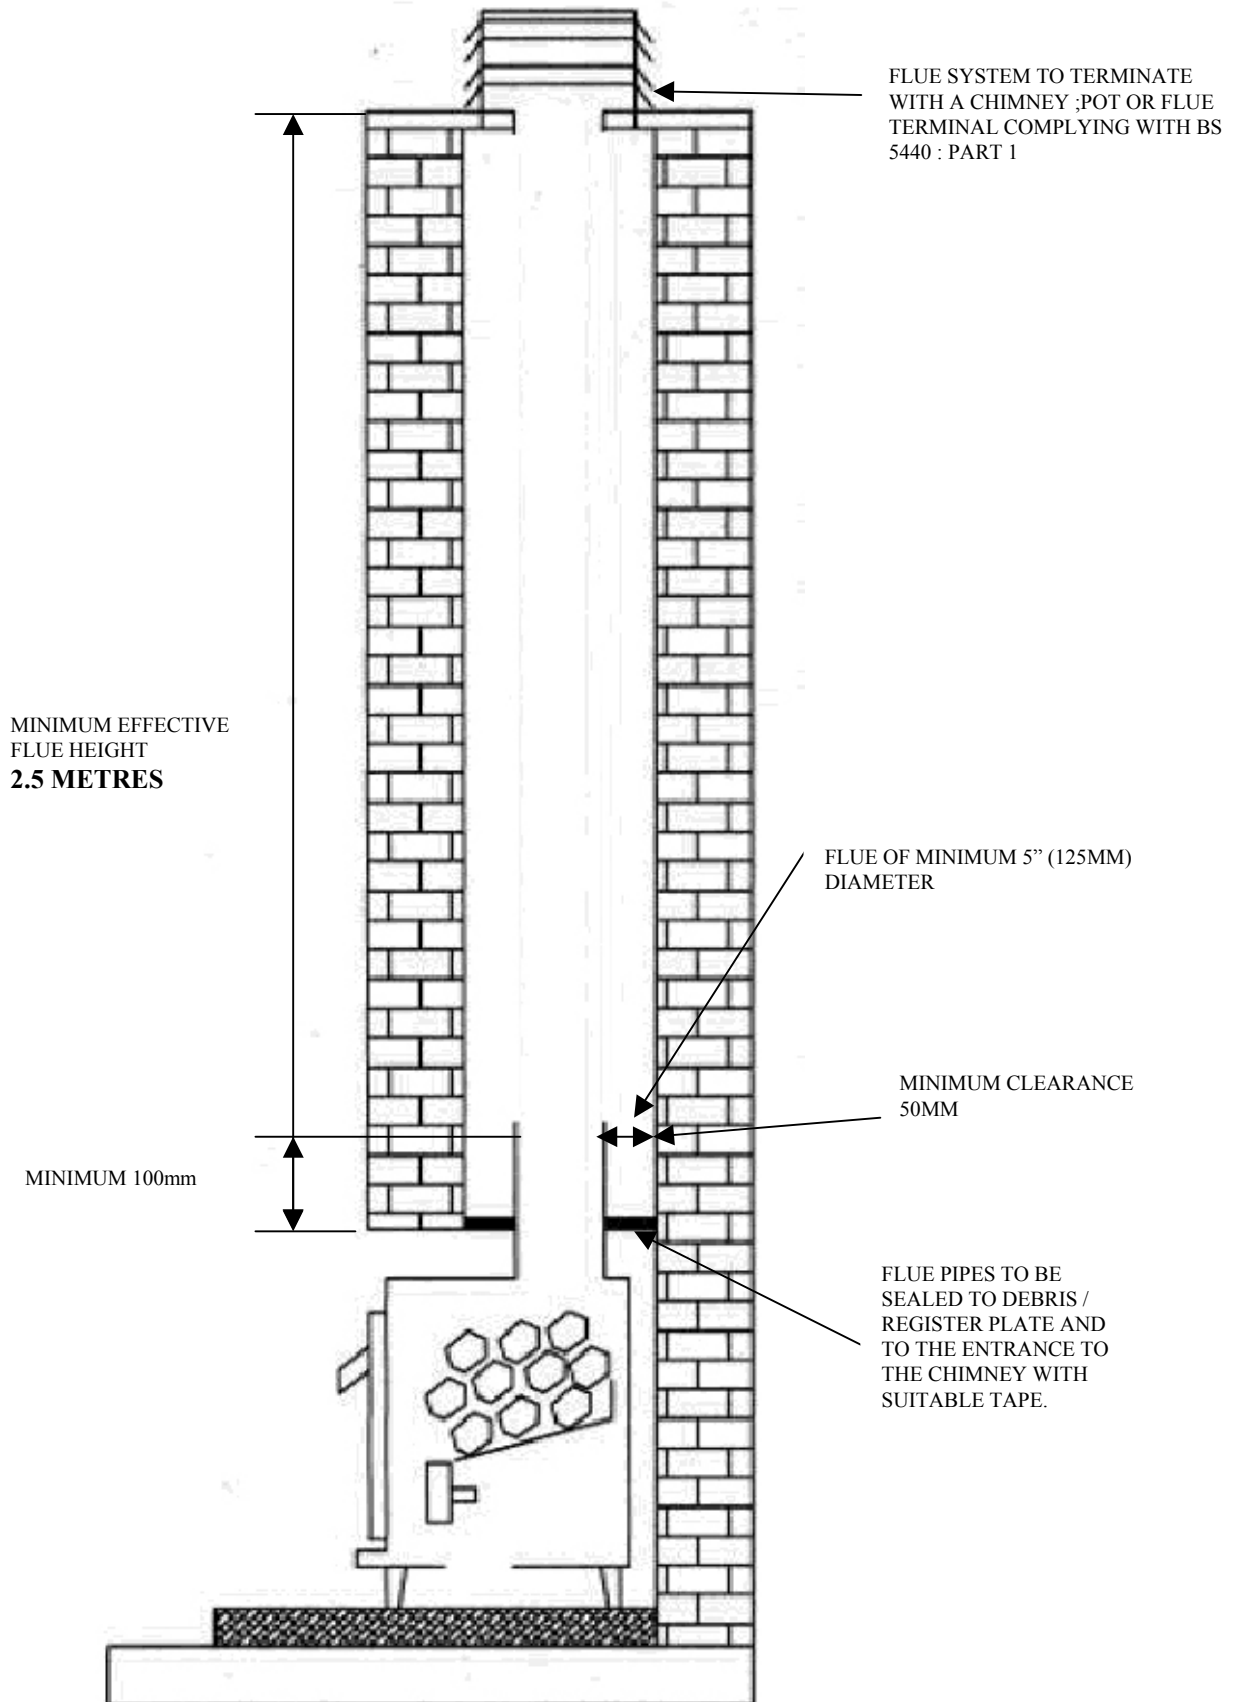 FLUE SYSTEM TO TERMINATE
WITH A CHIMNEY ;POT OR FLUE
TERMINAL COMPLYING WITH BS
5440 : PART 1
MINIMUM EFFECTIVE
FLUE HEIGHT
2.5 METRES
FLUE OF MINIMUM 5” (125MM)
DIAMETER
MINIMUM CLEARANCE
50MM
MINIMUM 100mm
FLUE PIPES TO BE
SEALED TO DEBRIS /
REGISTER PLATE AND
TO THE ENTRANCE TO
THE CHIMNEY WITH
SUITABLE TAPE.